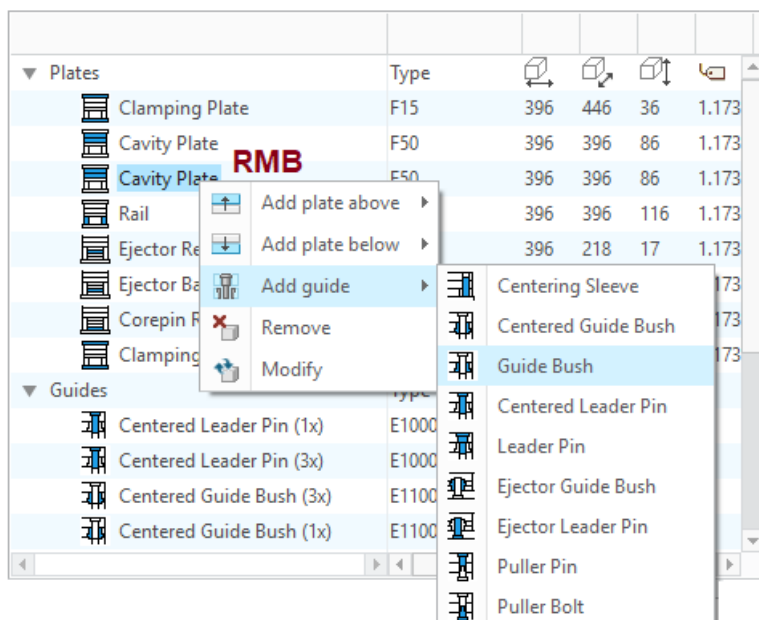 Plates Type
Clamping Plate F15 396 446 36 1.173
Cavity Plate F50 396 396 86 1.173
RMB
Cavity Plate F50 396 396 86 1.173
Rail 396 396 116 1.173
Ejector 396 218 17 1.173
Ejector 173
Corepin 173
Clamping 173
Add plate above
Add plate below
Add guide
Remove
Modify
Centering Sleeve
Centered Guide Bush
Guide Bush
Centered Leader Pin
Leader Pin
Ejector Guide Bush
Ejector Leader Pin
Puller Pin
Puller Bolt
Guides Type
Centered Leader Pin (1x) E1000
Centered Leader Pin (3x) E1000
Centered Guide Bush (3x) E1100
Centered Guide Bush (1x) E1100